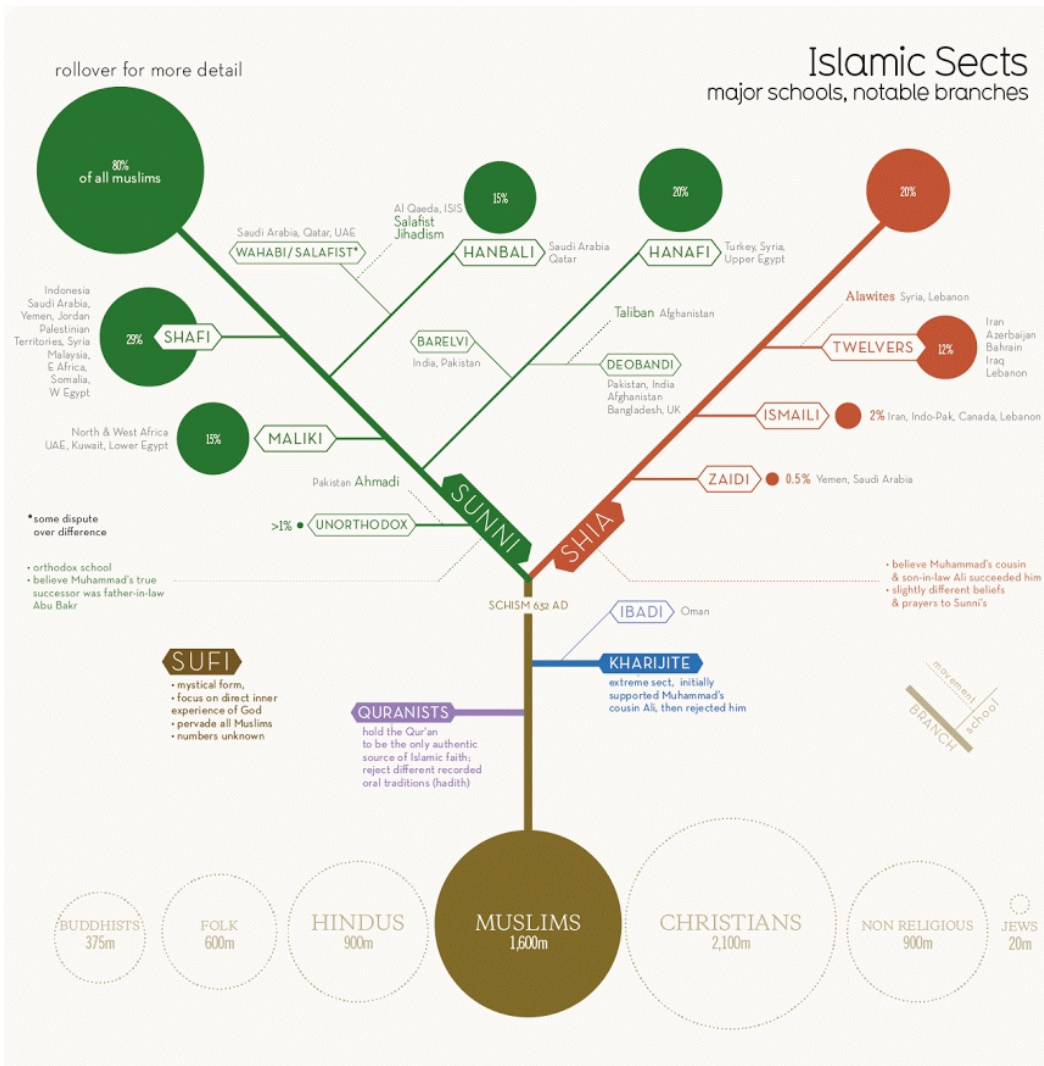 rollover for more detail
Islamic Sects
major schools, notable branches
80%
of all muslims
15%
20%
20%
Al Qaeda, ISIS
Salafist
Jihadism
Saudi Arabia, Qatar, UAE
WAHABI/SALAFIST*
HANBALI
Saudi Arabia
Qatar
HANAFI
Turkey, Syria,
Upper Egypt
Indonesia
Saudi Arabia,
Yemen, Jordan
Palestinian
Territories, Syria
Malaysia,
E Africa,
Somalia,
W Egypt
29%
SHAFI
Taliban Afghanistan
BARELVI
India, Pakistan
DEOBANDI
Pakistan, India
Afghanistan
Bangladesh, UK
Alawites Syria, Lebanon
TWELVERS
12%
Iran
Azerbaijan
Bahrain
Iraq
Lebanon
ISMAILI
2% Iran, Indo-Pak, Canada, Lebanon
North & West Africa
UAE, Kuwait, Lower Egypt
15%
MALIKI
ZAIDI
0.5% Yemen, Saudi Arabia
Pakistan Ahmadi
SUNNI
SHIA
*some dispute
over difference
>1%
UNORTHODOX
• orthodox school
• believe Muhammad's true
successor was father-in-law
Abu Bakr
• believe Muhammad's cousin
& son-in-law Ali succeeded him
• slightly different beliefs
& prayers to Sunni's
SCHISM 632 AD
IBADI Oman
SUFI
• mystical form,
• focus on direct inner
experience of God
• pervade all Muslims
• numbers unknown
KHARIJITE
extreme sect, initially
supported Muhammad's
cousin Ali, then rejected him
QURANISTS
hold the Qur'an
to be the only authentic
source of Islamic faith;
reject different recorded
oral traditions (hadith)
movement
school
BRANCH
BUDDHISTS
375m
FOLK
600m
HINDUS
900m
MUSLIMS
1,600m
CHRISTIANS
2,100m
NON RELIGIOUS
900m
JEWS
20m